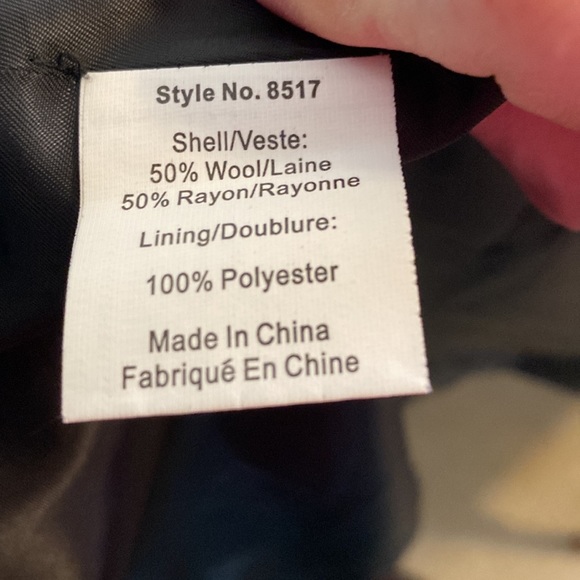 Style No. 8517
Shell/Veste:
50% Wool/Laine
50% Rayon/Rayonne
Lining/Doublure:
100% Polyester
Made In China
Fabriqué En Chine